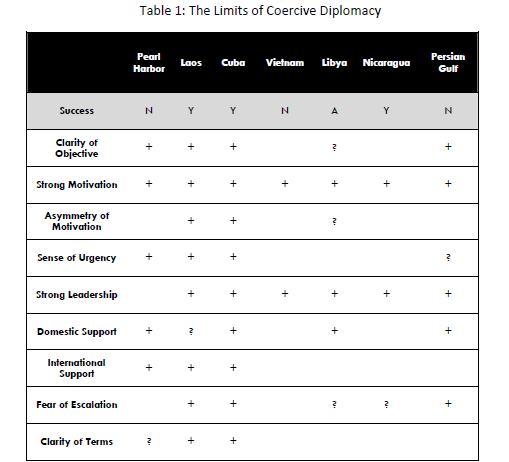 Table 1: The Limits of Coercive Diplomacy
Pearl Harbor Laos Cuba Vietnam Libya Nicaragua Persian Gulf
Success N Y Y N A Y N
Clarity of Objective + + + ? +
Strong Motivation + + + + + + +
Asymmetry of Motivation + + ?
Sense of Urgency + + + ?
Strong Leadership + + + + + +
Domestic Support + ? + + +
International Support + + +
Fear of Escalation + + ? ? +
Clarity of Terms ? + +